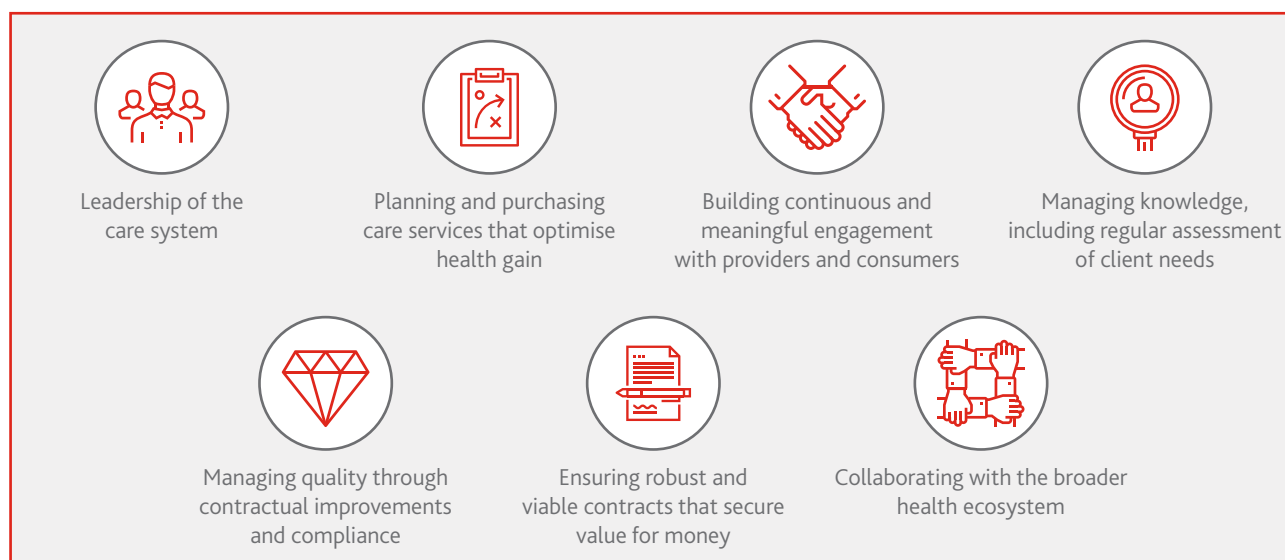 Leadership of the
care system
Planning and purchasing
care services that optimise
health gain
Building continuous and
meaningful engagement
with providers and consumers
Managing knowledge,
including regular assessment
of client needs
Managing quality through
contractual improvements
and compliance
Ensuring robust and
viable contracts that secure
value for money
Collaborating with the broader
health ecosystem